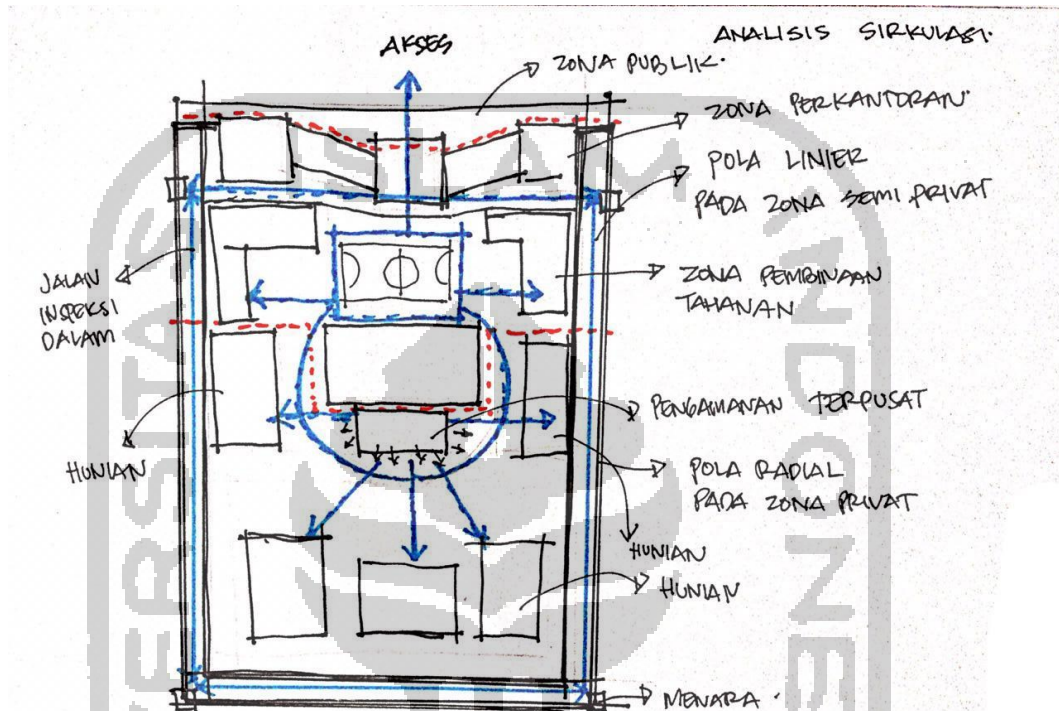 ANALISIS SIRKULASI.
AKSES
ZONA PUBLIK.
ZONA PERKANTORAN
POLA LINIER
PADA ZONA SEMI PRIVAT
JALAN
INSPEKSI
DALAM
ZONA PEMBINAAN
TAHANAN
PENGAMANAN TERPUSAT
HUNIAN
POLA RADIAL
PADA ZONA PRIVAT
HUNIAN
HUNIAN
MENARA.